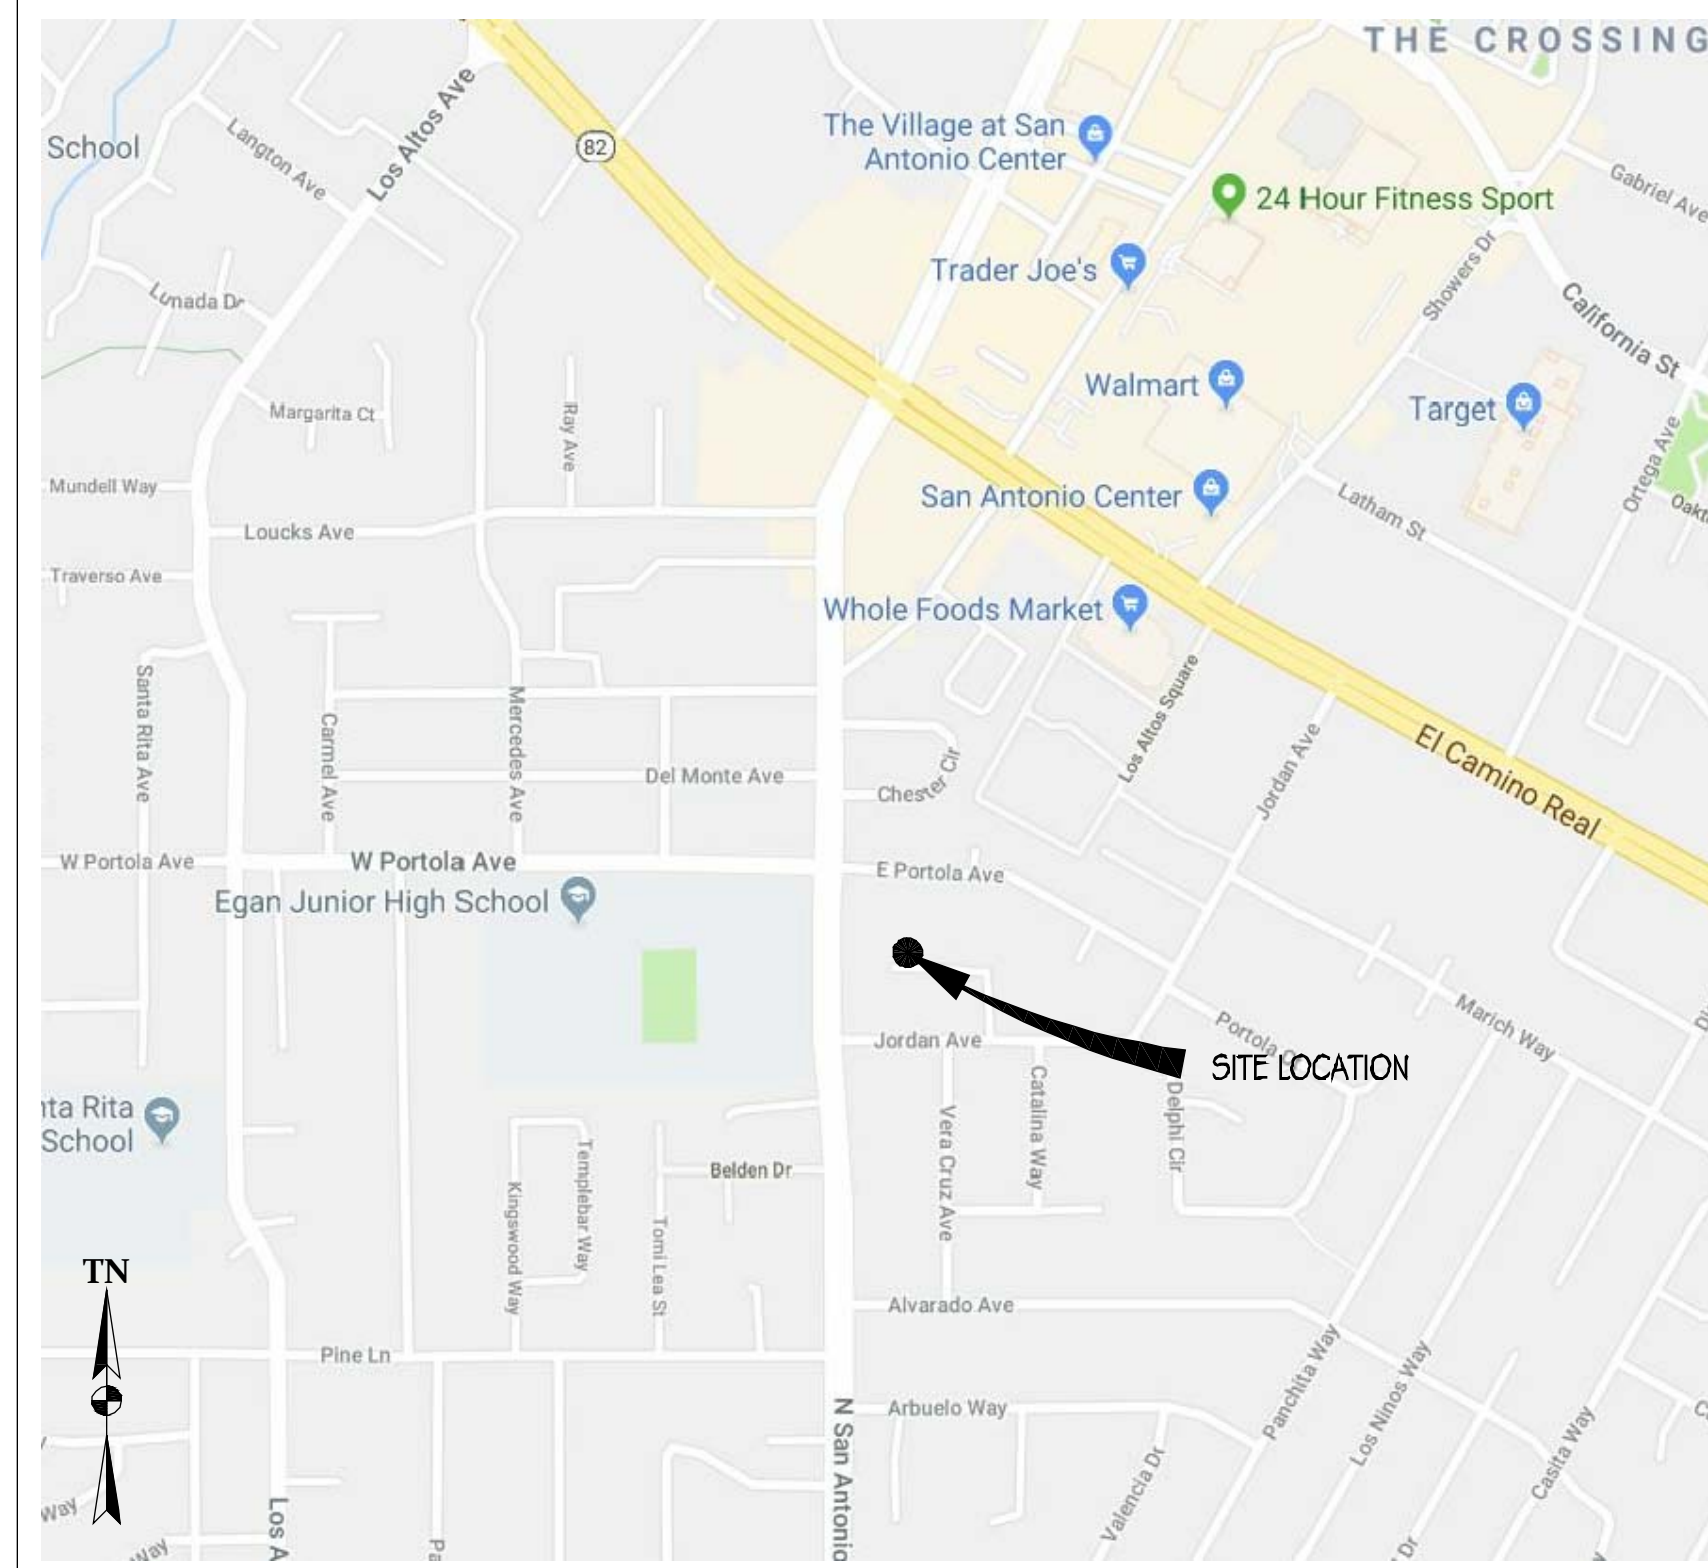 THE CROSSING
School
Langton Ave
Los Altos Ave
82
The Village at San
Antonio Center
24 Hour Fitness Sport
Gabriel Ave
Trader Joe's
Showers Dr
California St
Lunada Dr
Margarita Ct
Ray Ave
Walmart
Target
Ortega Ave
Mundell Way
San Antonio Center
Latham St
Loucks Ave
Traverso Ave
Whole Foods Market
Santa Rita Ave
Carmel Ave
Mercedes Ave
Los Altos Square
Jordan Ave
El Camino Real
Del Monte Ave
Chester Cir
W Portola Ave
W Portola Ave
E Portola Ave
Egan Junior High School
Jordan Ave
Portola
SITE LOCATION
Marich Way
nta Rita
School
Vera Cruz Ave
Catalina Way
Delphi Cir
Belden Dr
Templebar Way
Kingswood Way
Tomi Lea St
TN
Alvarado Ave
Pine Ln
Panchita Way
Los Ninos Way
Arbuelo Way
N San Antonio
Valencia Dr
Casita Way
Los A
Pa
Way
Way
Dr